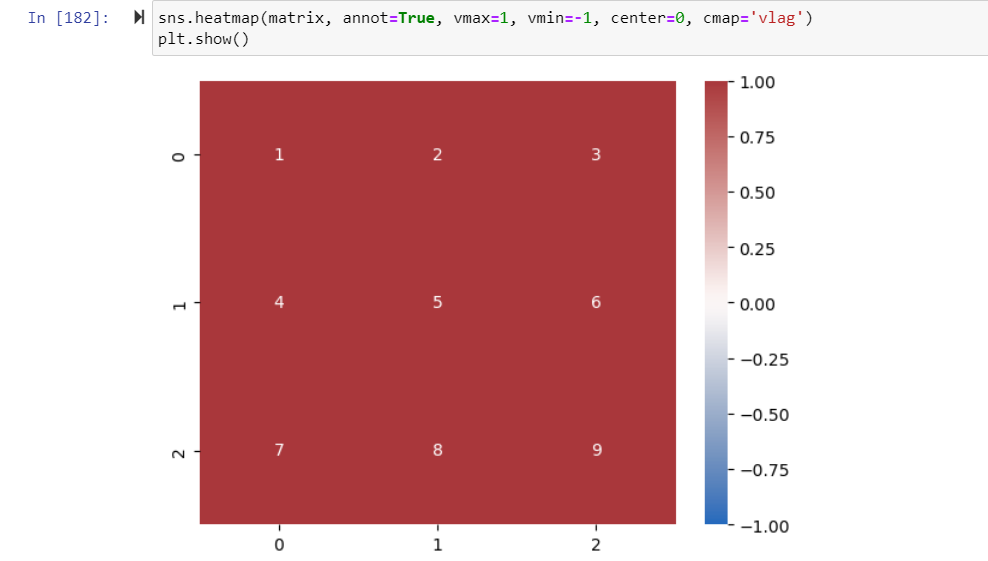 In [182]:
sns.heatmap(matrix, annot=True, vmax=1, vmin=-1, center=0, cmap='vlag')
plt.show()
0
1 2 3
1
4 5 6
2
7 8 9
0 1 2
1.00
0.75
0.50
0.25
0.00
−0.25
−0.50
−0.75
−1.00